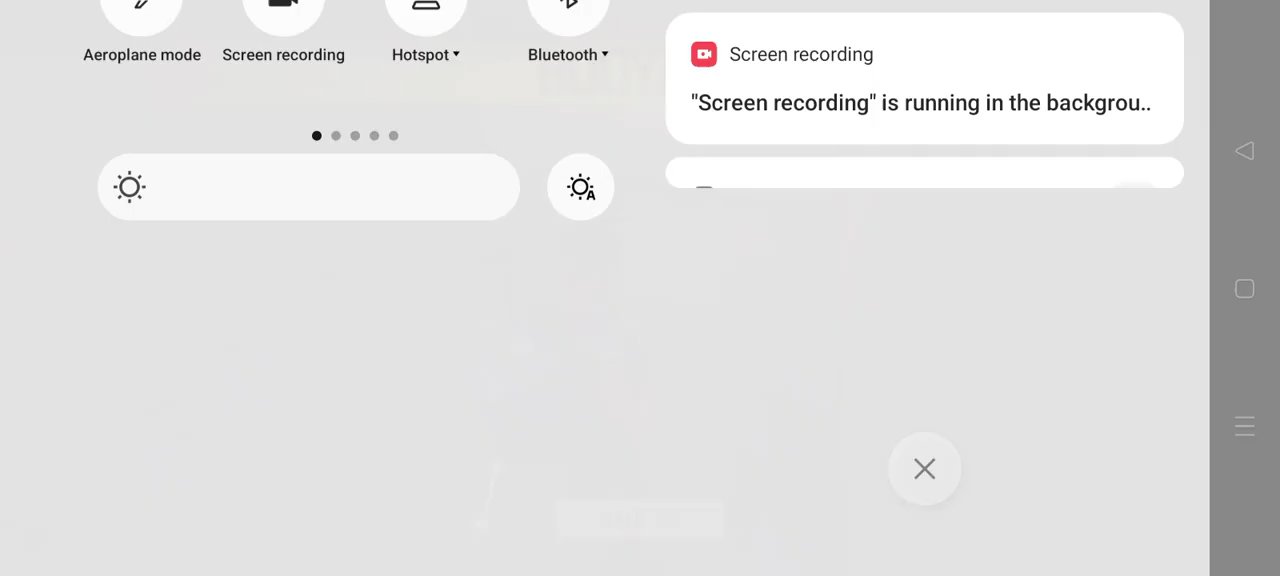 Aeroplane mode
Screen recording
Hotspot
Bluetooth
Screen recording
"Screen recording" is running in the backgrou..